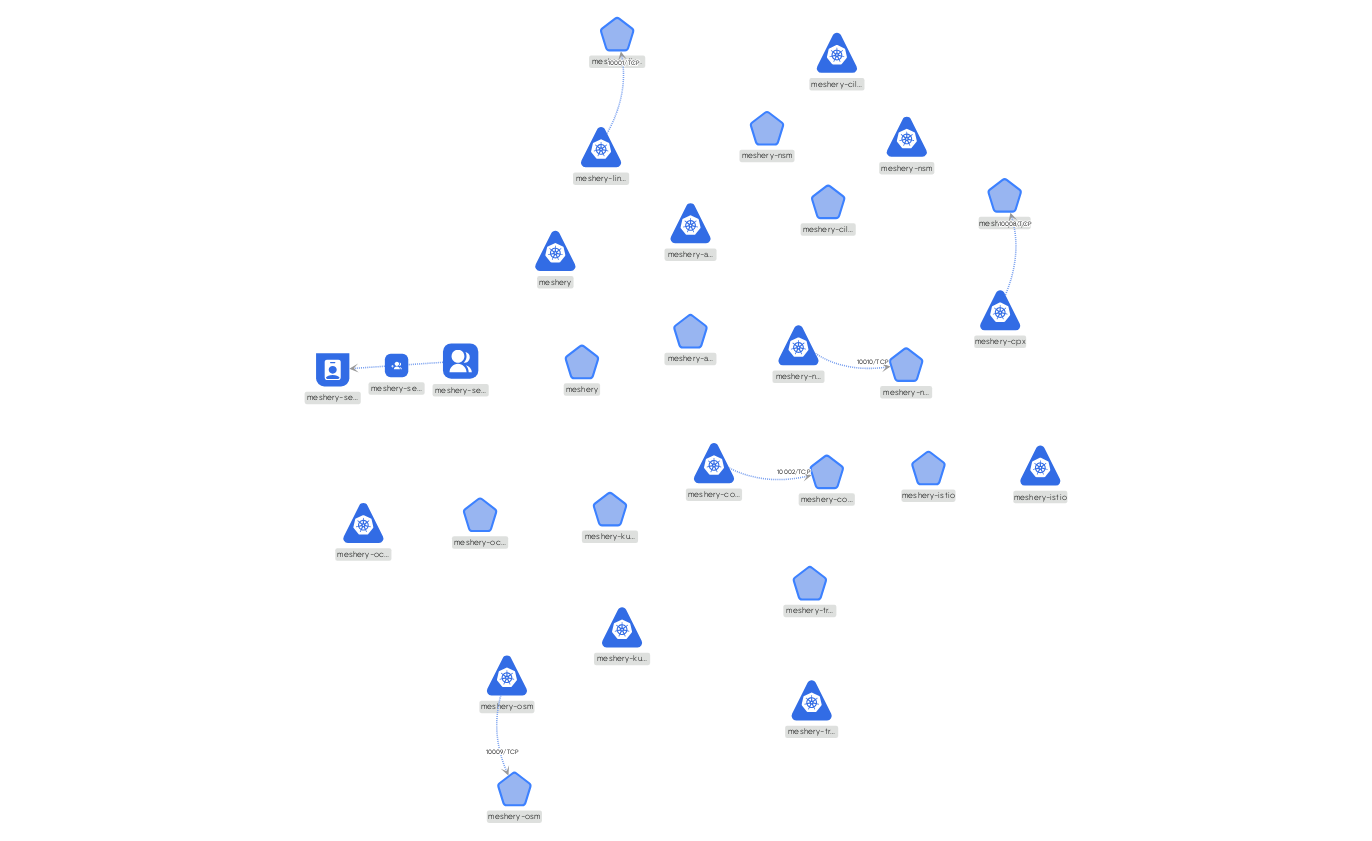 10001/TCP
meshery-cil...
meshery-nsm
meshery-nsm
meshery-lin...
meshery-cil...
10008/TCP
meshery-a...
meshery
meshery-cpx
meshery-a...
10010/TCP
meshery-n...
meshery-se...
meshery-se...
meshery-se...
meshery
meshery-n...
10002/TCP
meshery-co...
meshery-co...
meshery-istio
meshery-istio
meshery-oc...
meshery-oc...
meshery-ku...
meshery-tr...
meshery-ku...
meshery-osm
meshery-tr...
10009/TCP
meshery-osm